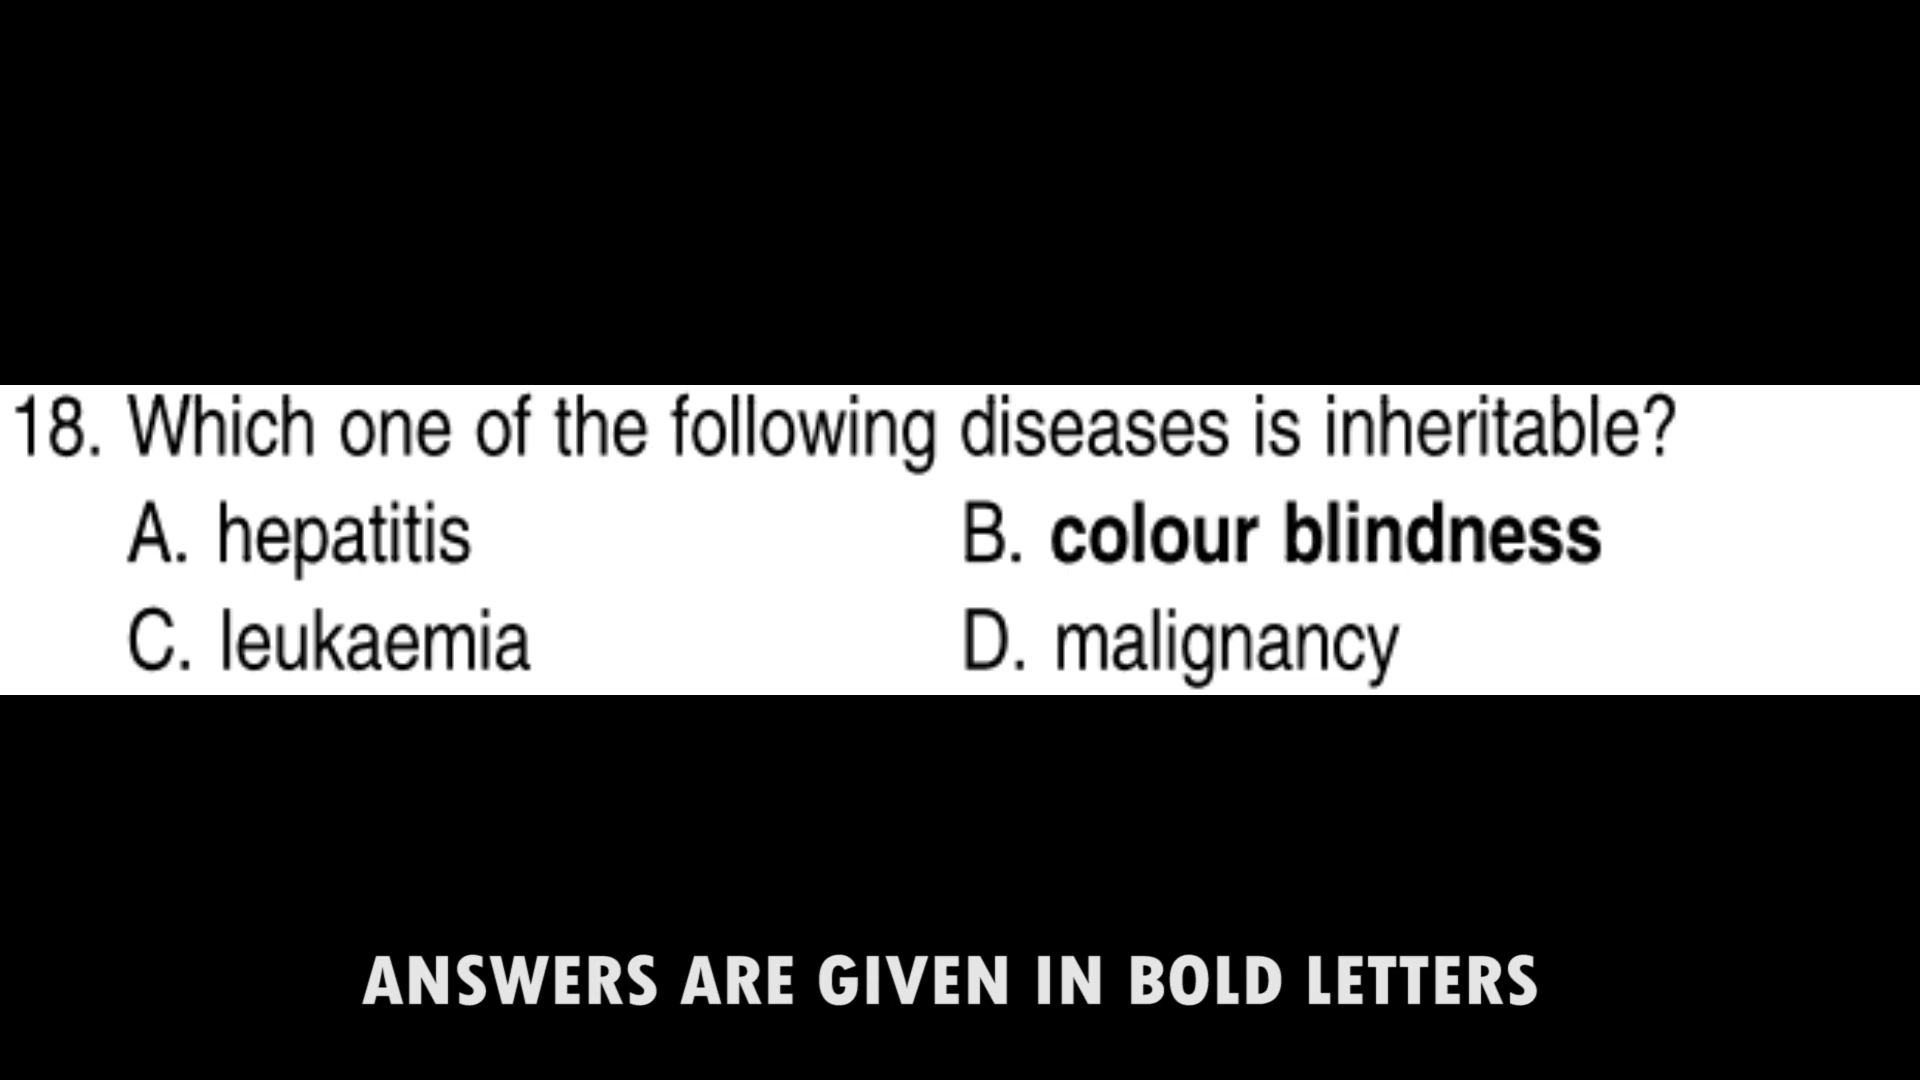 18. Which one of the following diseases is inheritable?
A. hepatitis B. colour blindness
C. leukaemia D. malignancy
ANSWERS ARE GIVEN IN BOLD LETTERS